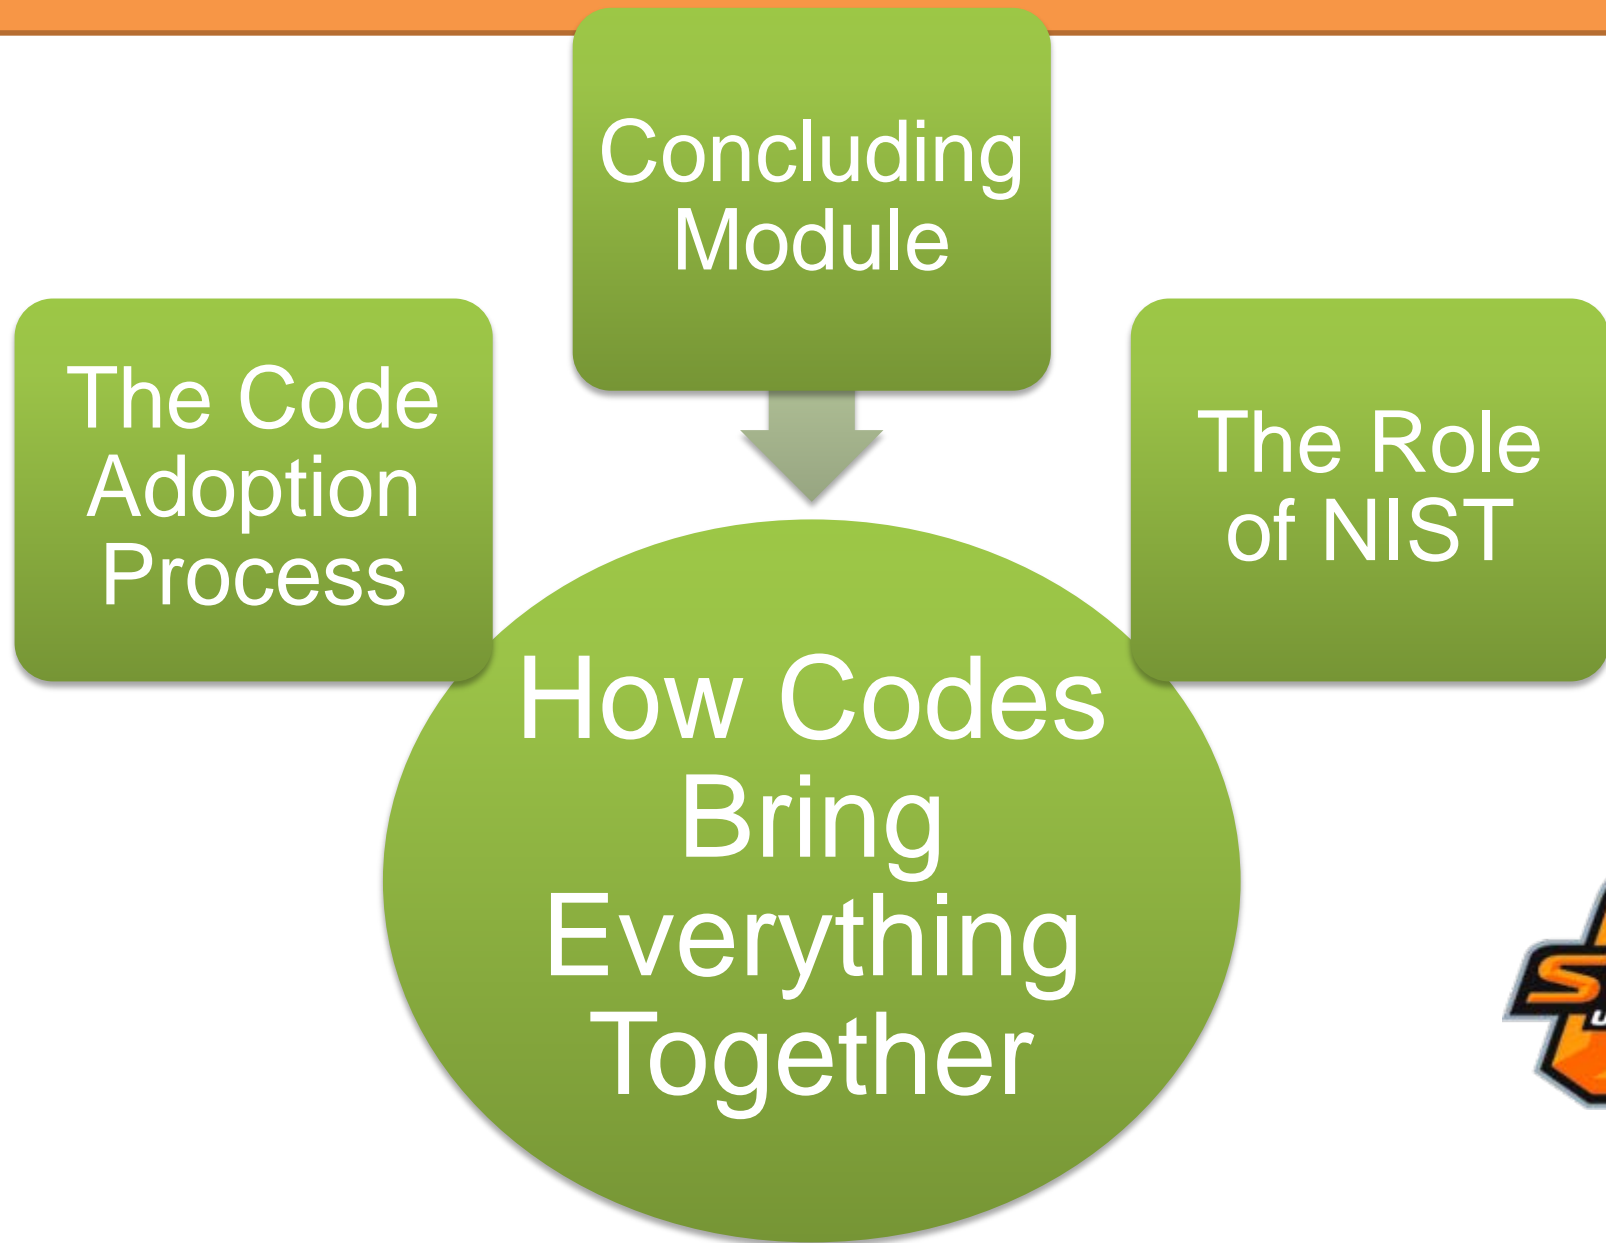 Concluding
Module
The Code
Adoption
Process
The Role
of NIST
How Codes
Bring
Everything
Together